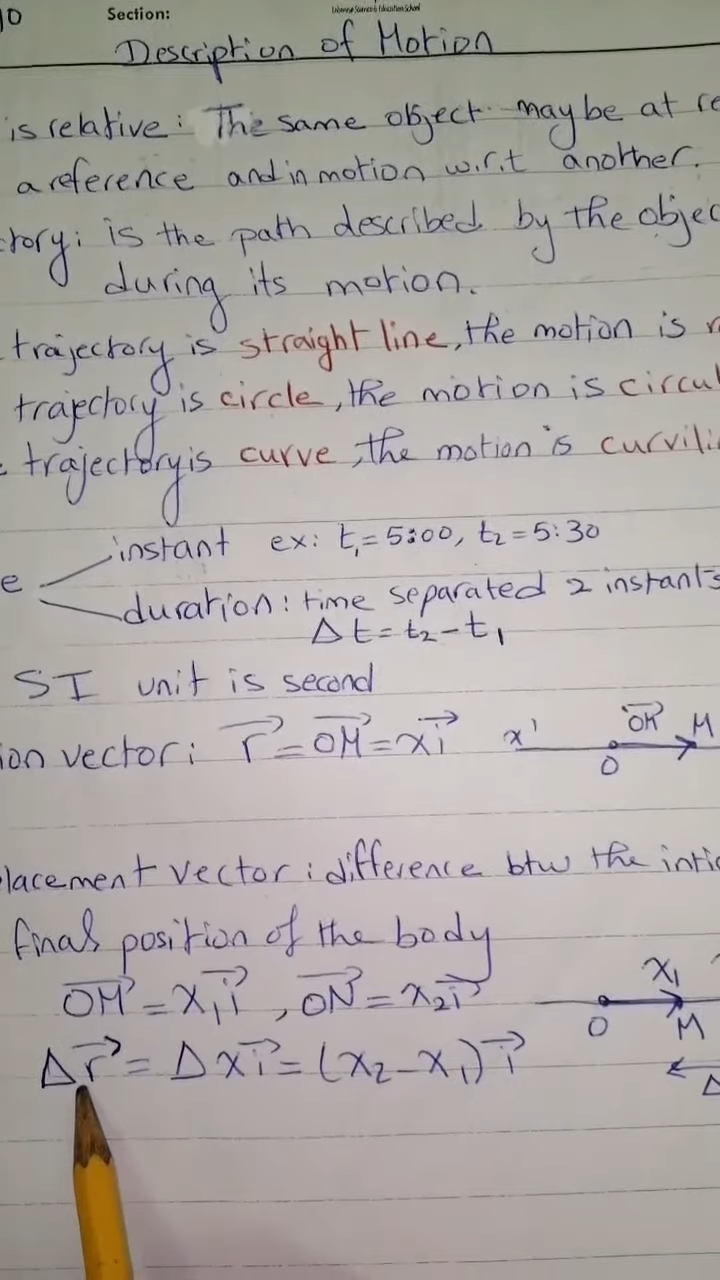 10 Section:
Description of Motion
is relative: The same object may be at re
a reference and in motion w.r.t another.
tory: is the path described by the objec
during its motion.
trajectory is straight line, the motion is r
trajectory is circle, the motion is circul
trajectory is curve, the motion is curvili
instant ex: t₁=5:00, t₂=5:30
e
duration: time separated 2 instants
Δt=t₂-t₁
SI unit is second
ion vector: r⃗=OM⃗=xi⃗ x' O OM⃗ M
lacement vector: difference btw the inti
final position of the body
OM⃗=x₁i⃗, ON⃗=x₂i⃗ O x₁ M
Δr⃗=Δxi⃗=(x₂-x₁)i⃗ Δ